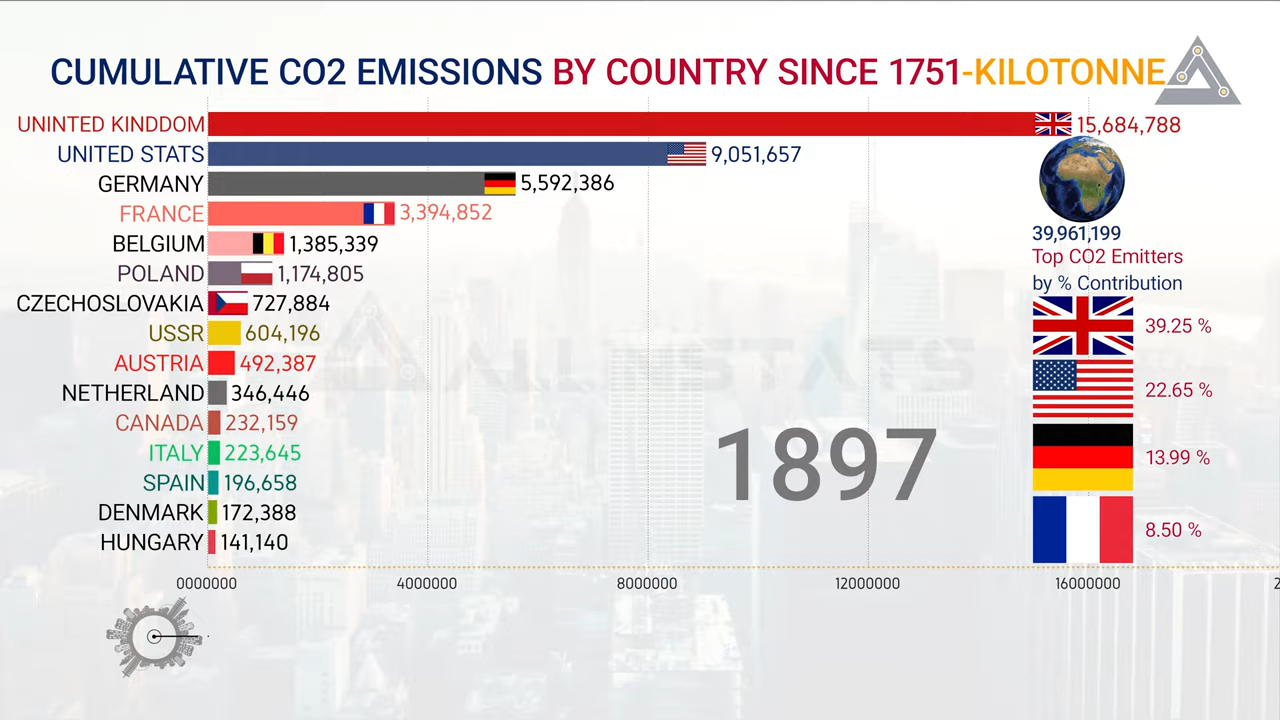 CUMULATIVE CO2 EMISSIONS BY COUNTRY SINCE 1751-KILOTONNE
UNINTED KINDDOM 15,684,788
UNITED STATS 9,051,657
GERMANY 5,592,386
FRANCE 3,394,852
BELGIUM 1,385,339
POLAND 1,174,805
CZECHOSLOVAKIA 727,884
USSR 604,196
AUSTRIA 492,387
NETHERLAND 346,446
CANADA 232,159
ITALY 223,645
SPAIN 196,658
DENMARK 172,388
HUNGARY 141,140
39,961,199
Top CO2 Emitters
by % Contribution
39.25 %
22.65 %
13.99 %
8.50 %
1897
0000000 4000000 8000000 12000000 16000000